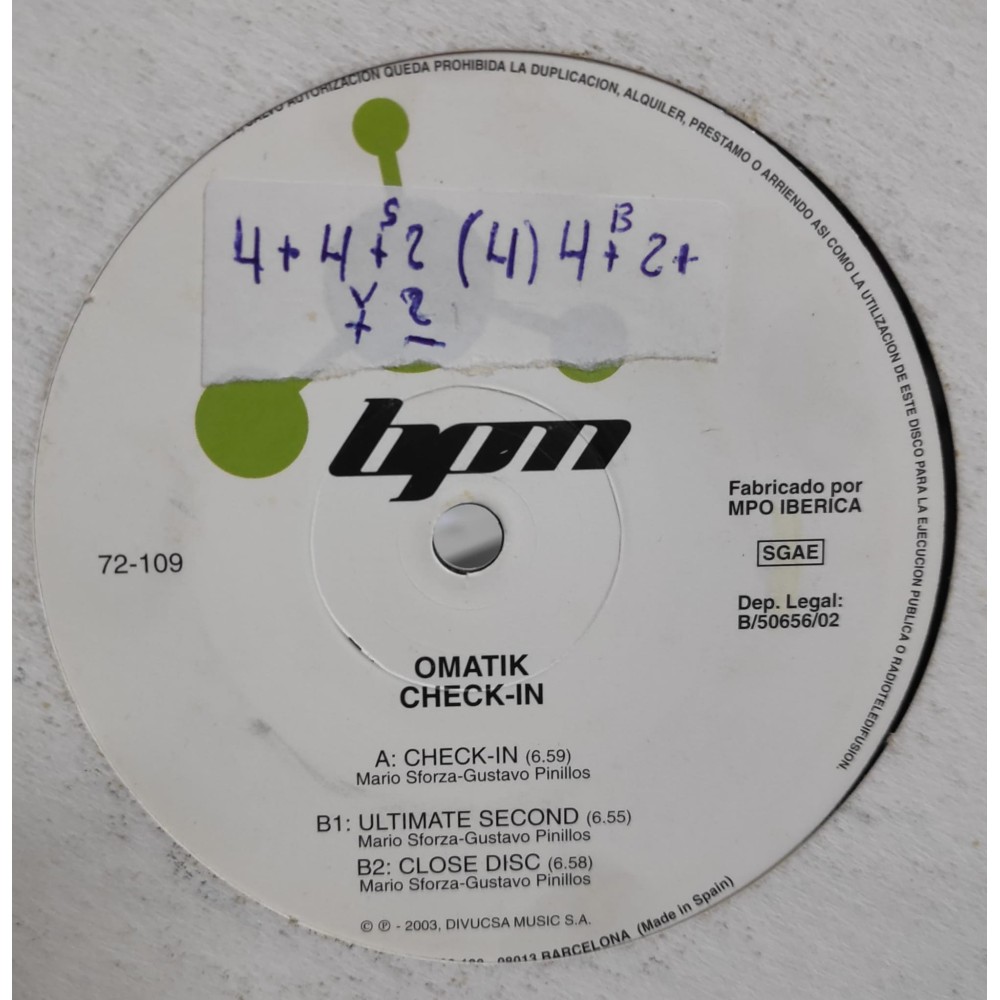 SALVO AUTORIZACION QUEDA PROHIBIDA LA DUPLICACION, ALQUILER, PRESTAMO O ARRIENDO ASI COMO LA UTILIZACION DE ESTE DISCO PARA LA EJECUCION PUBLICA O RADIOTELEDIFUSION.
S B
4 + 4 + 2 (4) 4 + 2 +
+ 2
bpm
Fabricado por
MPO IBERICA
SGAE
72-109
Dep. Legal:
B/50656/02
OMATIK
CHECK-IN
A: CHECK-IN (6.59)
Mario Sforza-Gustavo Pinillos
B1: ULTIMATE SECOND (6.55)
Mario Sforza-Gustavo Pinillos
B2: CLOSE DISC (6.58)
Mario Sforza-Gustavo Pinillos
© ℗ - 2003, DIVUCSA MUSIC S.A.
08013 BARCELONA (Made in Spain)